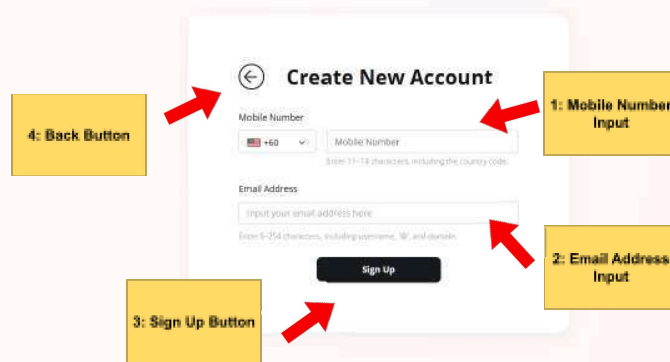 Create New Account
4: Back Button
Mobile Number
1: Mobile Number
Input
+60
Mobile Number
Enter 11-14 characters, including the country code.
Email Address
Input your email address here
Enter 6-254 characters, including username, '@', and domain.
2: Email Address
Input
Sign Up
3: Sign Up Button